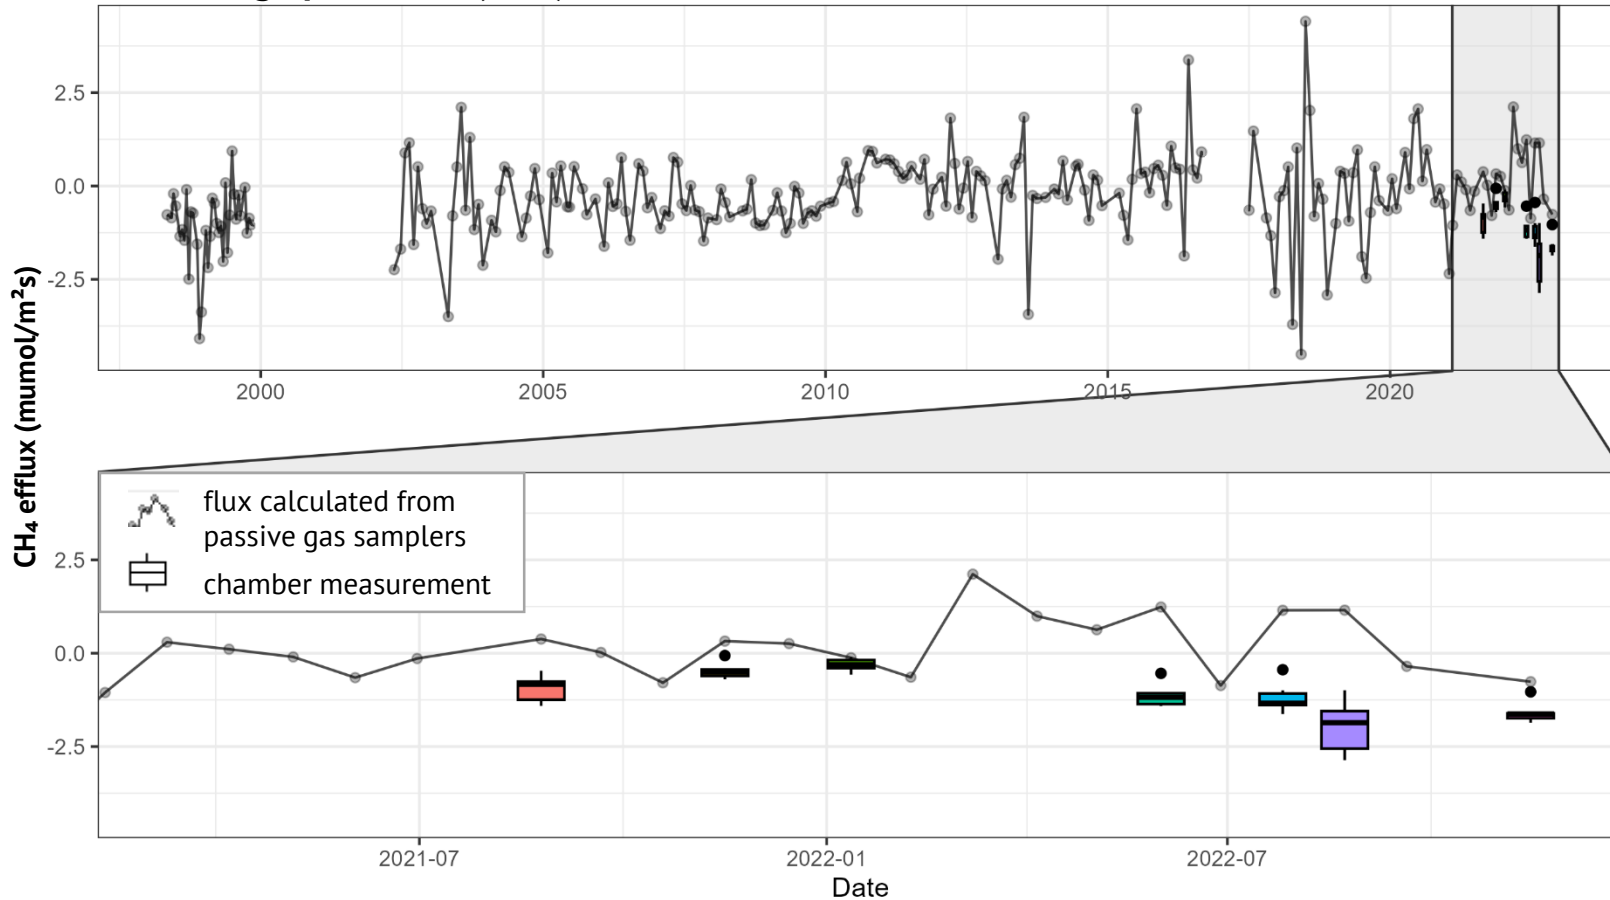 2.5
0.0
-2.5
2000
2005
2010
2015
2020
CH₄ efflux (mumol/m²s)
flux calculated from
passive gas samplers
chamber measurement
2.5
0.0
-2.5
2021-07
2022-01
2022-07
Date